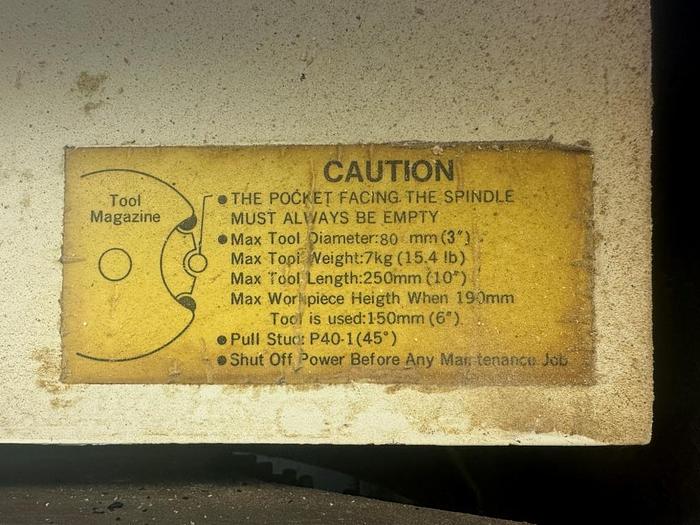 CAUTION
Tool
Magazine
● THE POCKET FACING THE SPINDLE
MUST ALWAYS BE EMPTY
● Max Tool Diameter:80 mm (3″)
Max Tool Weight:7kg (15.4 lb)
Max Tool Length:250mm (10″)
Max Workpiece Heigth When 190mm
Tool is used:150mm (6″)
● Pull Stud: P40-1(45°)
● Shut Off Power Before Any Maintenance Job